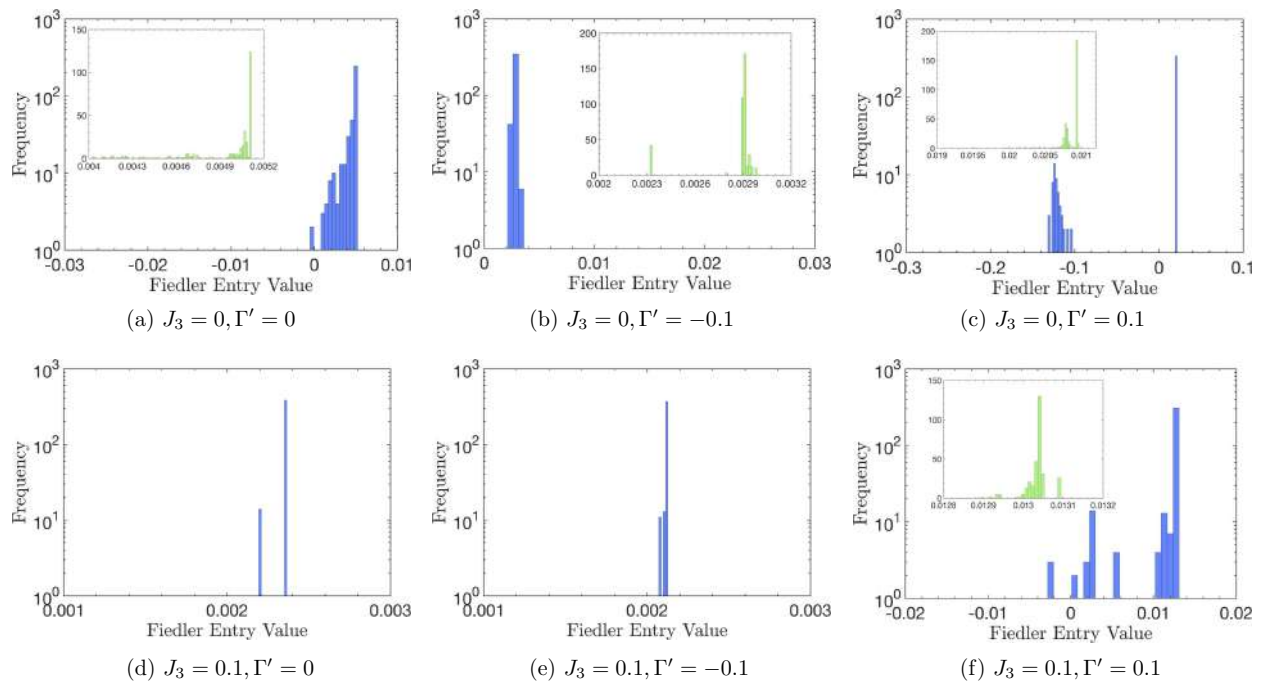 10³
10²
10¹
10⁰
Frequency
150
100
50
0
0.004 0.0043 0.0046 0.0049 0.0052
-0.03 -0.02 -0.01 0 0.01
Fiedler Entry Value
(a) J₃ = 0, Γ′ = 0
10³
10²
10¹
10⁰
Frequency
200
150
100
50
0
0.002 0.0023 0.0026 0.0029 0.0032
0 0.01 0.02 0.03
Fiedler Entry Value
(b) J₃ = 0, Γ′ = −0.1
10³
10²
10¹
10⁰
Frequency
200
150
100
50
0
0.019 0.0195 0.02 0.0205 0.021
-0.3 -0.2 -0.1 0 0.1
Fiedler Entry Value
(c) J₃ = 0, Γ′ = 0.1
10³
10²
10¹
10⁰
Frequency
0.001 0.002 0.003
Fiedler Entry Value
(d) J₃ = 0.1, Γ′ = 0
10³
10²
10¹
10⁰
Frequency
0.001 0.002 0.003
Fiedler Entry Value
(e) J₃ = 0.1, Γ′ = −0.1
10³
10²
10¹
10⁰
Frequency
150
100
50
0
0.0128 0.0129 0.013 0.0131 0.0132
-0.02 -0.01 0 0.01 0.02
Fiedler Entry Value
(f) J₃ = 0.1, Γ′ = 0.1